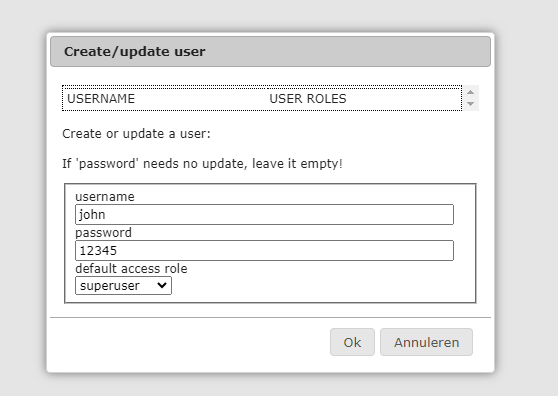 Create/update user
USERNAME USER ROLES
Create or update a user:
If 'password' needs no update, leave it empty!
username
john
password
12345
default access role
superuser
Ok Annuleren